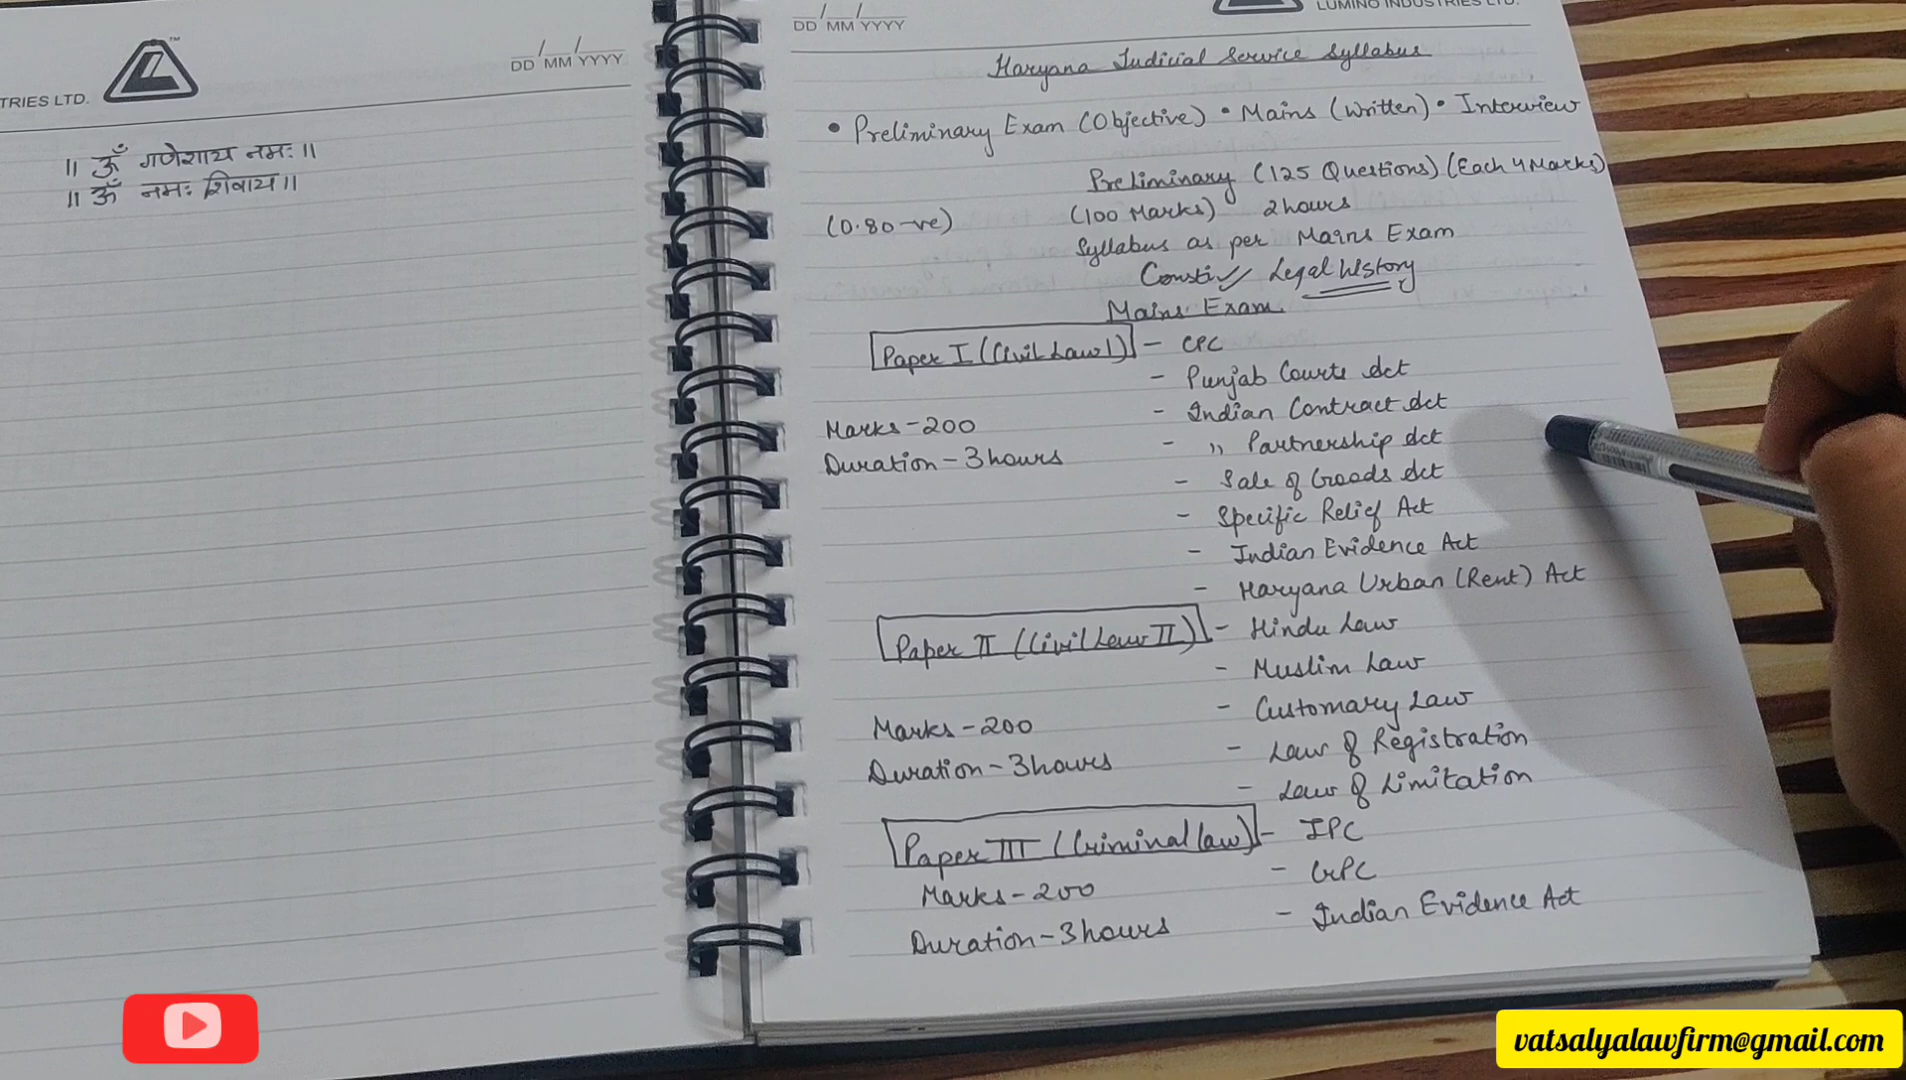 TRIES LTD.
DD/MM/YYYY
॥ ॐ गणेशाय नमः ॥
॥ ॐ नमः शिवाय ॥
DD/MM/YYYY
LUMINO INDUSTRIES LTD.
Haryana Judicial Service Syllabus
• Preliminary Exam (Objective) • Mains (Written) • Interview
Preliminary (125 Questions) (Each 4 Marks)
(0.80 -ve) (100 Marks) 2 hours
Syllabus as per Mains Exam
Consti ✓ Legal History
Mains Exam
Paper I (Civil Law I) - CPC
- Punjab Courts Act
- Indian Contract Act
Marks - 200
- " Partnership Act
Duration - 3 hours
- Sale of Goods Act
- Specific Relief Act
- Indian Evidence Act
- Haryana Urban (Rent) Act
Paper II (Civil Law II) - Hindu Law
- Muslim Law
- Customary Law
Marks - 200
- Law of Registration
Duration - 3 hours
- Law of Limitation
Paper III (Criminal Law) - IPC
Marks - 200 - CrPC
Duration - 3 hours - Indian Evidence Act
vatsalyalawfirm@gmail.com